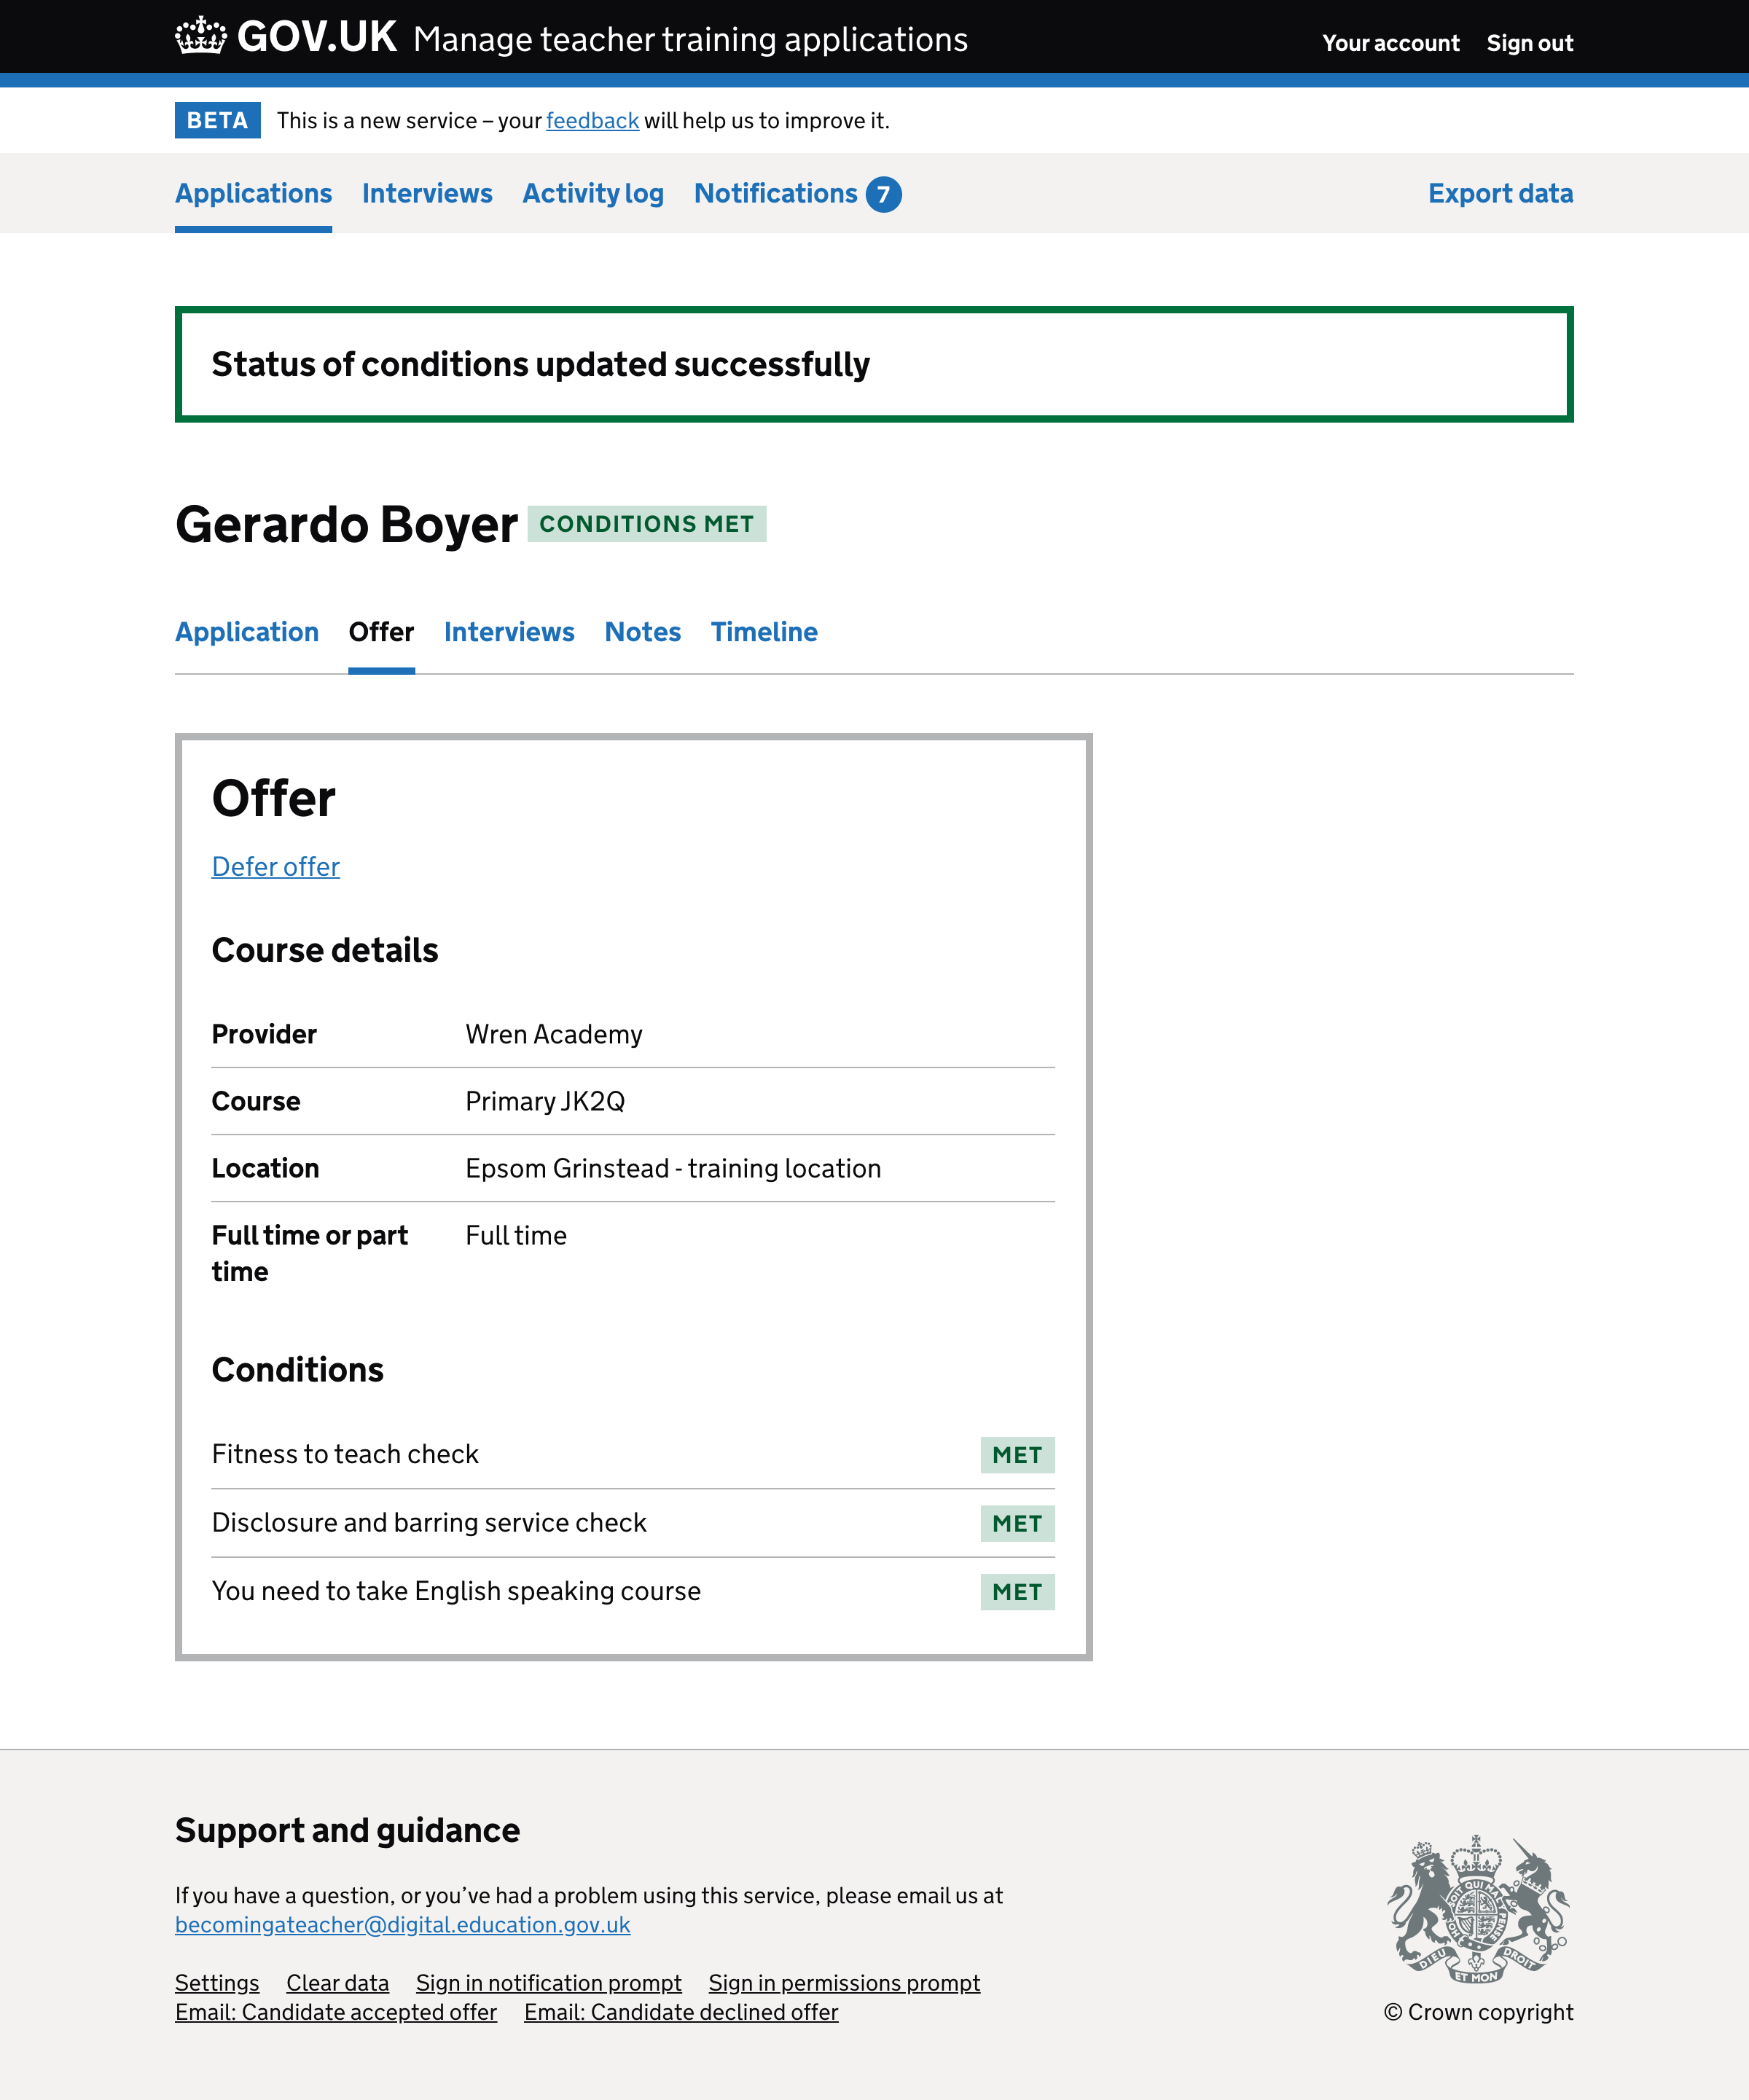 GOV.UK Manage teacher training applications Your account Sign out
BETA This is a new service – your feedback will help us to improve it.
Applications Interviews Activity log Notifications 7 Export data
Status of conditions updated successfully
Gerardo Boyer CONDITIONS MET
Application Offer Interviews Notes Timeline
Offer
Defer offer
Course details
Provider Wren Academy
Course Primary JK2Q
Location Epsom Grinstead - training location
Full time or part Full time
time
Conditions
Fitness to teach check MET
Disclosure and barring service check MET
You need to take English speaking course MET
Support and guidance
If you have a question, or you’ve had a problem using this service, please email us at
becomingateacher@digital.education.gov.uk
Settings Clear data Sign in notification prompt Sign in permissions prompt
Email: Candidate accepted offer Email: Candidate declined offer
DIEU ET MON DROIT
© Crown copyright